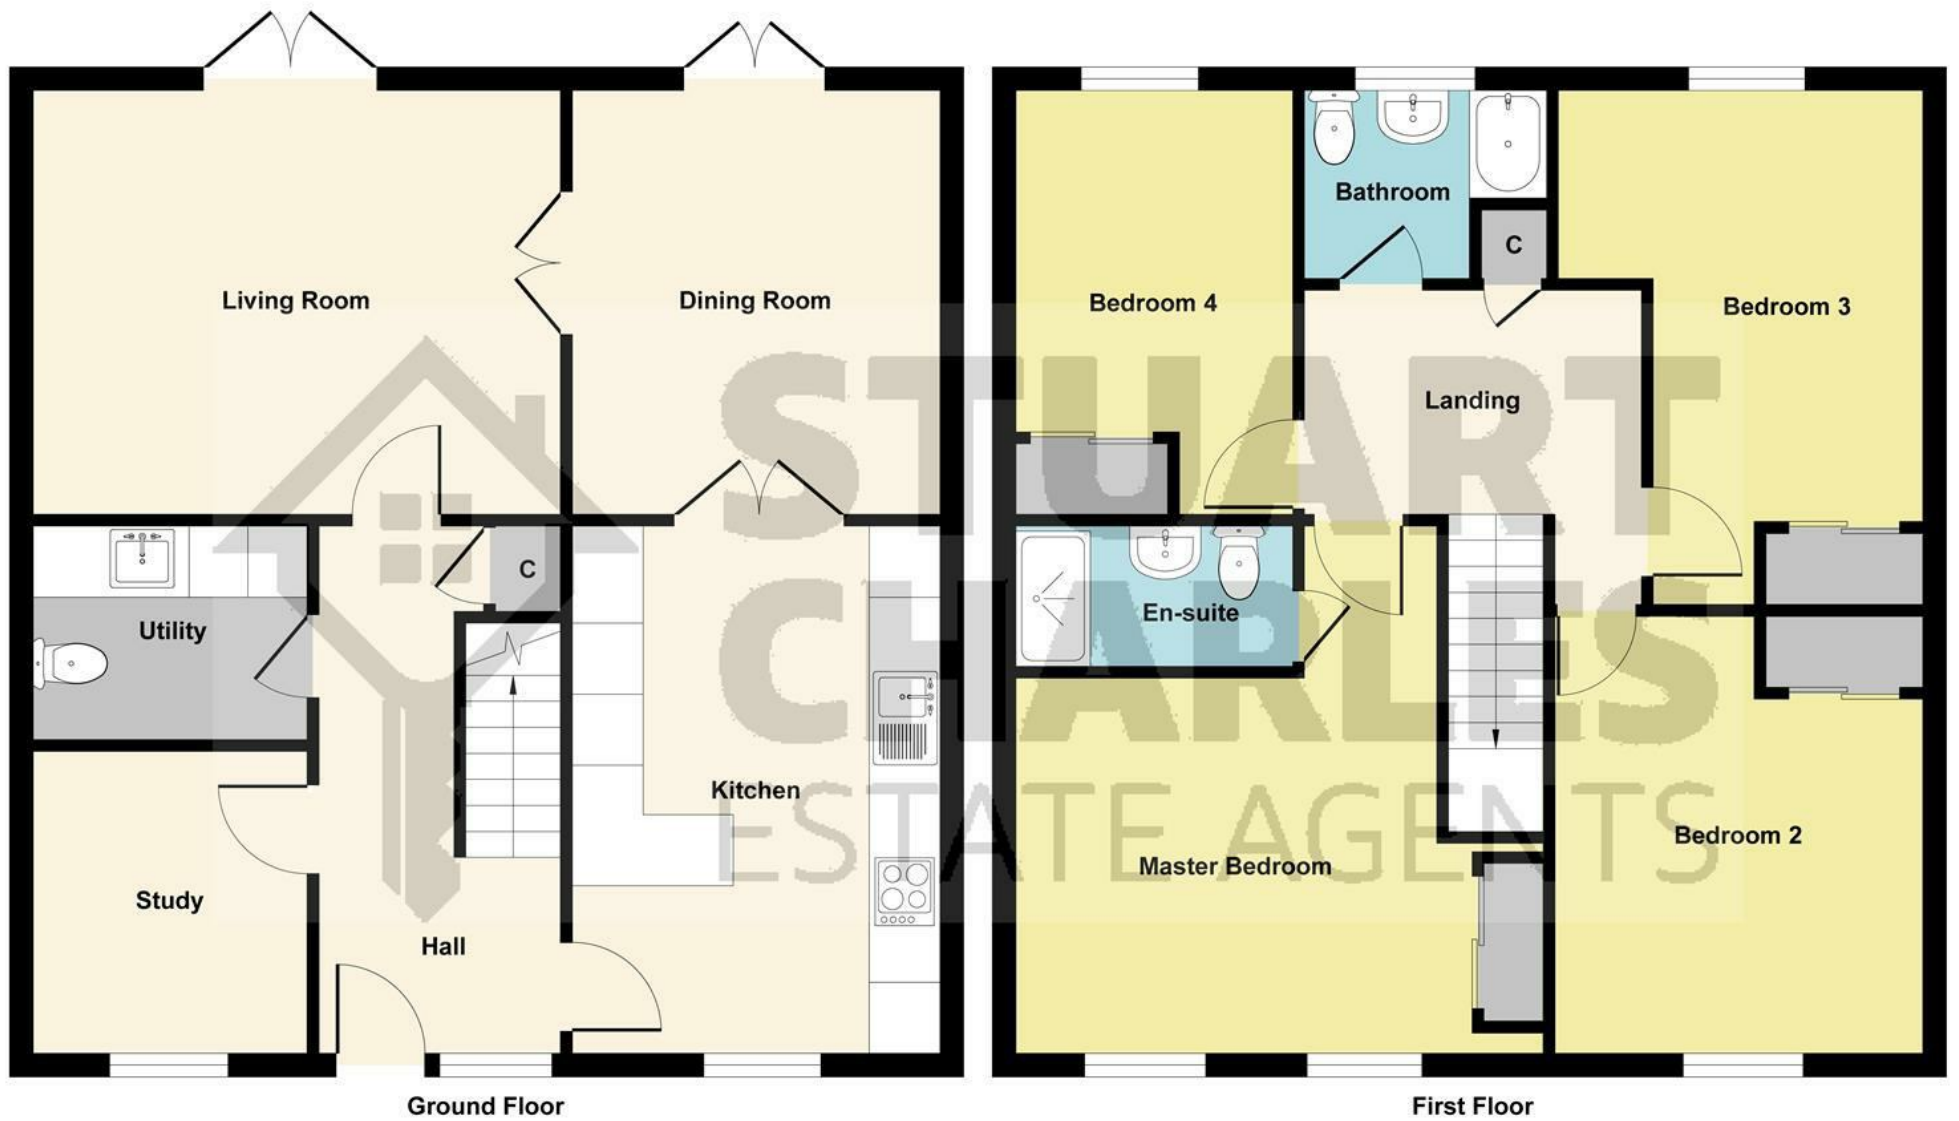 Living Room
Dining Room
C
Utility
Kitchen
Study
Hall
Ground Floor
Bathroom
C
Bedroom 4
Bedroom 3
Landing
En-suite
Master Bedroom
Bedroom 2
First Floor
STUART
CHARLES
ESTATE AGENTS